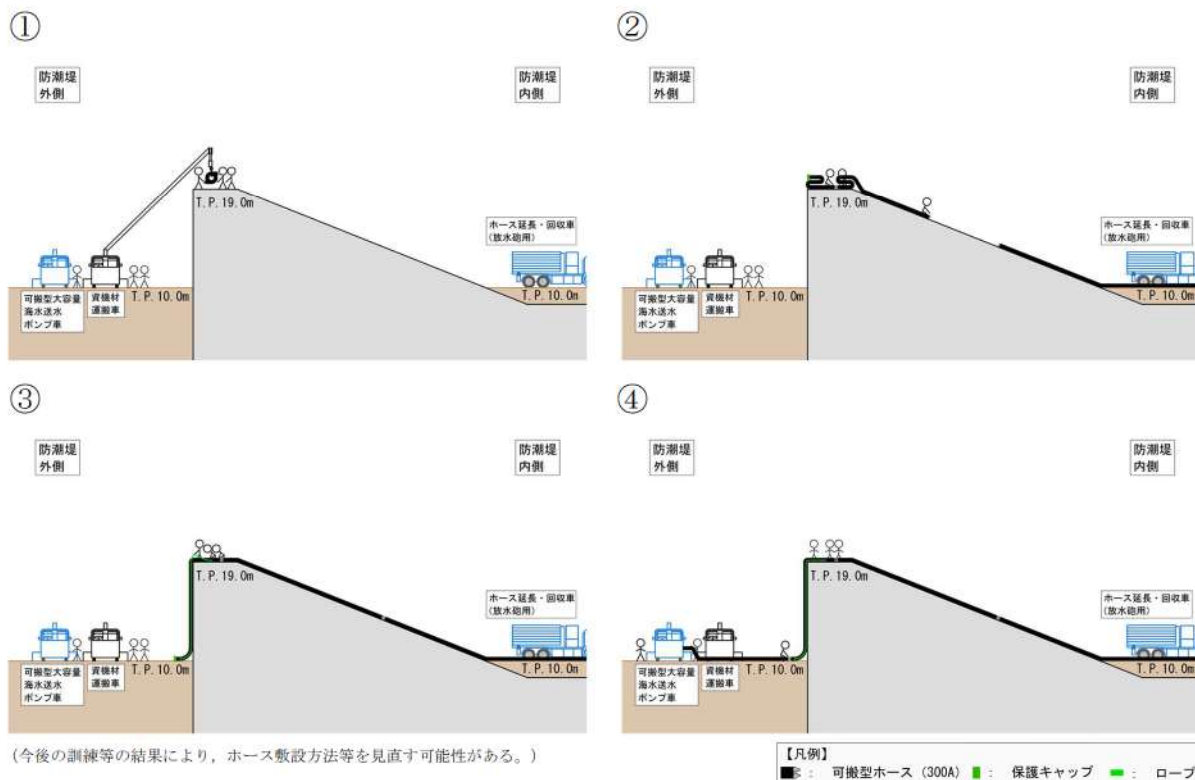 ①
防潮堤
外側
防潮堤
内側
T.P.19.0m
ホース延長・回収車
(放水砲用)
可搬型大容量
海水送水
ポンプ車
資機材
運搬車
T.P.10.0m
T.P.10.0m
②
防潮堤
外側
防潮堤
内側
T.P.19.0m
ホース延長・回収車
(放水砲用)
可搬型大容量
海水送水
ポンプ車
資機材
運搬車
T.P.10.0m
T.P.10.0m
③
防潮堤
外側
防潮堤
内側
T.P.19.0m
ホース延長・回収車
(放水砲用)
可搬型大容量
海水送水
ポンプ車
資機材
運搬車
T.P.10.0m
T.P.10.0m
④
防潮堤
外側
防潮堤
内側
T.P.19.0m
ホース延長・回収車
(放水砲用)
可搬型大容量
海水送水
ポンプ車
資機材
運搬車
T.P.10.0m
T.P.10.0m
(今後の訓練等の結果により，ホース敷設方法等を見直す可能性がある。)
【凡例】
： 可搬型ホース (300A) ： 保護キャップ ： ロープ